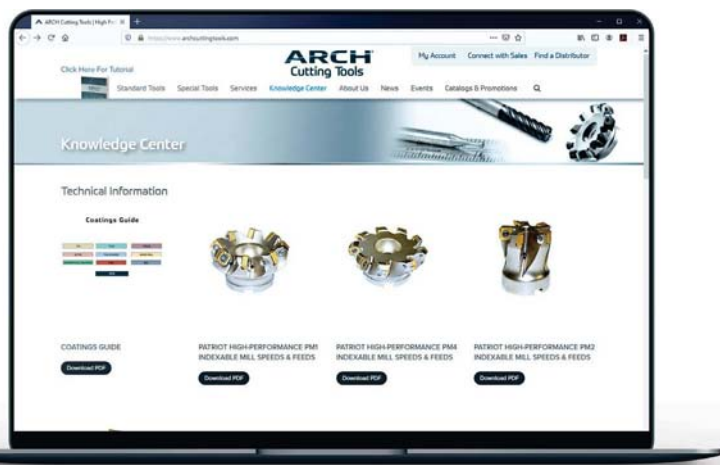 ARCH Cutting Tools | High Per
https://www.archcuttingtools.com
ARCH
Cutting Tools
My Account Connect with Sales Find a Distributor
Click Here For Tutorial
Standard Tools Special Tools Services Knowledge Center About Us News Events Catalogs & Promotions
Knowledge Center
Technical Information
Coatings Guide
COATINGS GUIDE
Download PDF
PATRIOT HIGH-PERFORMANCE PM1
INDEXABLE MILL SPEEDS & FEEDS
Download PDF
PATRIOT HIGH-PERFORMANCE PM4
INDEXABLE MILL SPEEDS & FEEDS
Download PDF
PATRIOT HIGH-PERFORMANCE PM2
INDEXABLE MILL SPEEDS & FEEDS
Download PDF